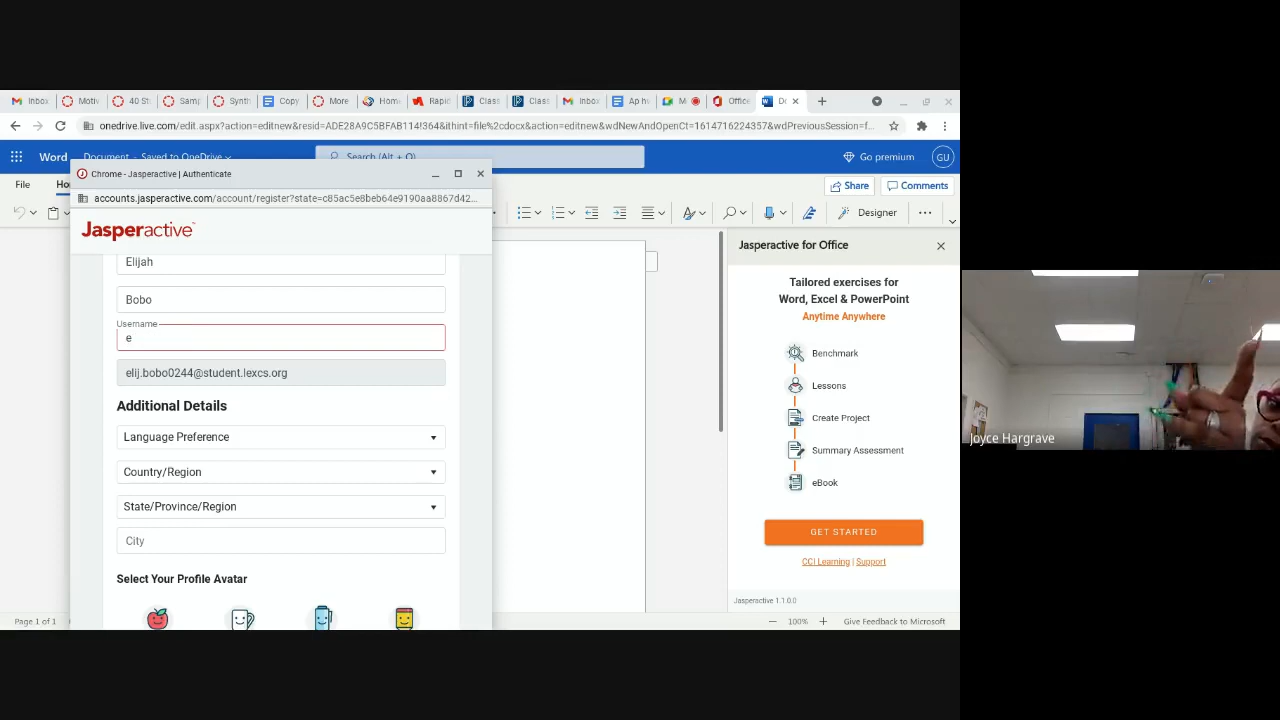 Inbox
Motiv
40 St
Samp
Synth
Copy
More
Home
Rapid
Class
Class
Inbox
Ap hv
M
Office
Do
onedrive.live.com/edit.aspx?action=editnew&resid=ADE28A9C5BFAB114!364&ithint=file%2cdocx&action=editnew&wdNewAndOpenCt=1614716224357&wdPreviousSession=f...
Word Document - Saved to OneDrive
Search (Alt + Q)
Go premium
GU
File
Ho
Share
Comments
Designer
Chrome - Jasperactive | Authenticate
accounts.jasperactive.com/account/register?state=c85ac5e8beb64e9190aa8867d42...
Jasperactive
Elijah
Bobo
Username
e
elij.bobo0244@student.lexcs.org
Additional Details
Language Preference
Country/Region
State/Province/Region
City
Select Your Profile Avatar
Jasperactive for Office
Tailored exercises for
Word, Excel & PowerPoint
Anytime Anywhere
Benchmark
Lessons
Create Project
Summary Assessment
eBook
GET STARTED
CCI Learning | Support
Jasperactive 1.1.0.0
Page 1 of 1
100%
Give Feedback to Microsoft
Joyce Hargrave